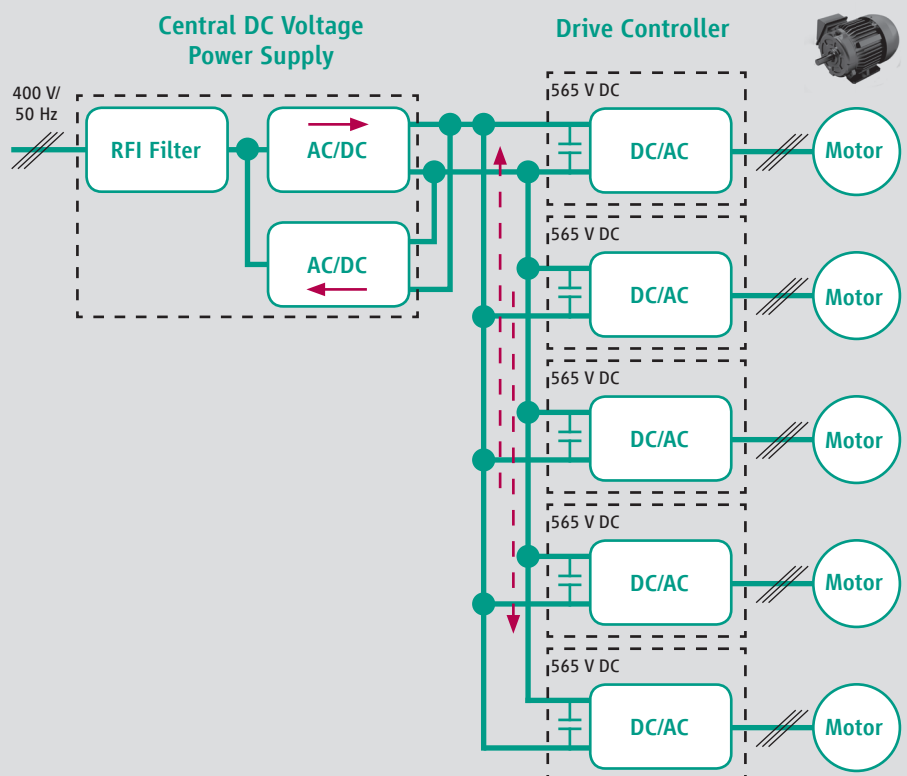 Central DC Voltage
Power Supply
Drive Controller
400 V/
50 Hz
RFI Filter
AC/DC
AC/DC
565 V DC
DC/AC
Motor
565 V DC
DC/AC
Motor
565 V DC
DC/AC
Motor
565 V DC
DC/AC
Motor
565 V DC
DC/AC
Motor